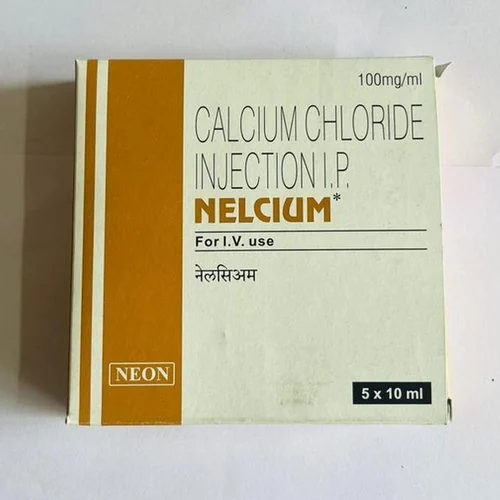 100mg/ml
CALCIUM CHLORIDE
INJECTION I.P.
NELCIUM*
For I.V. use
नेलसिअम
NEON
5 x 10 ml